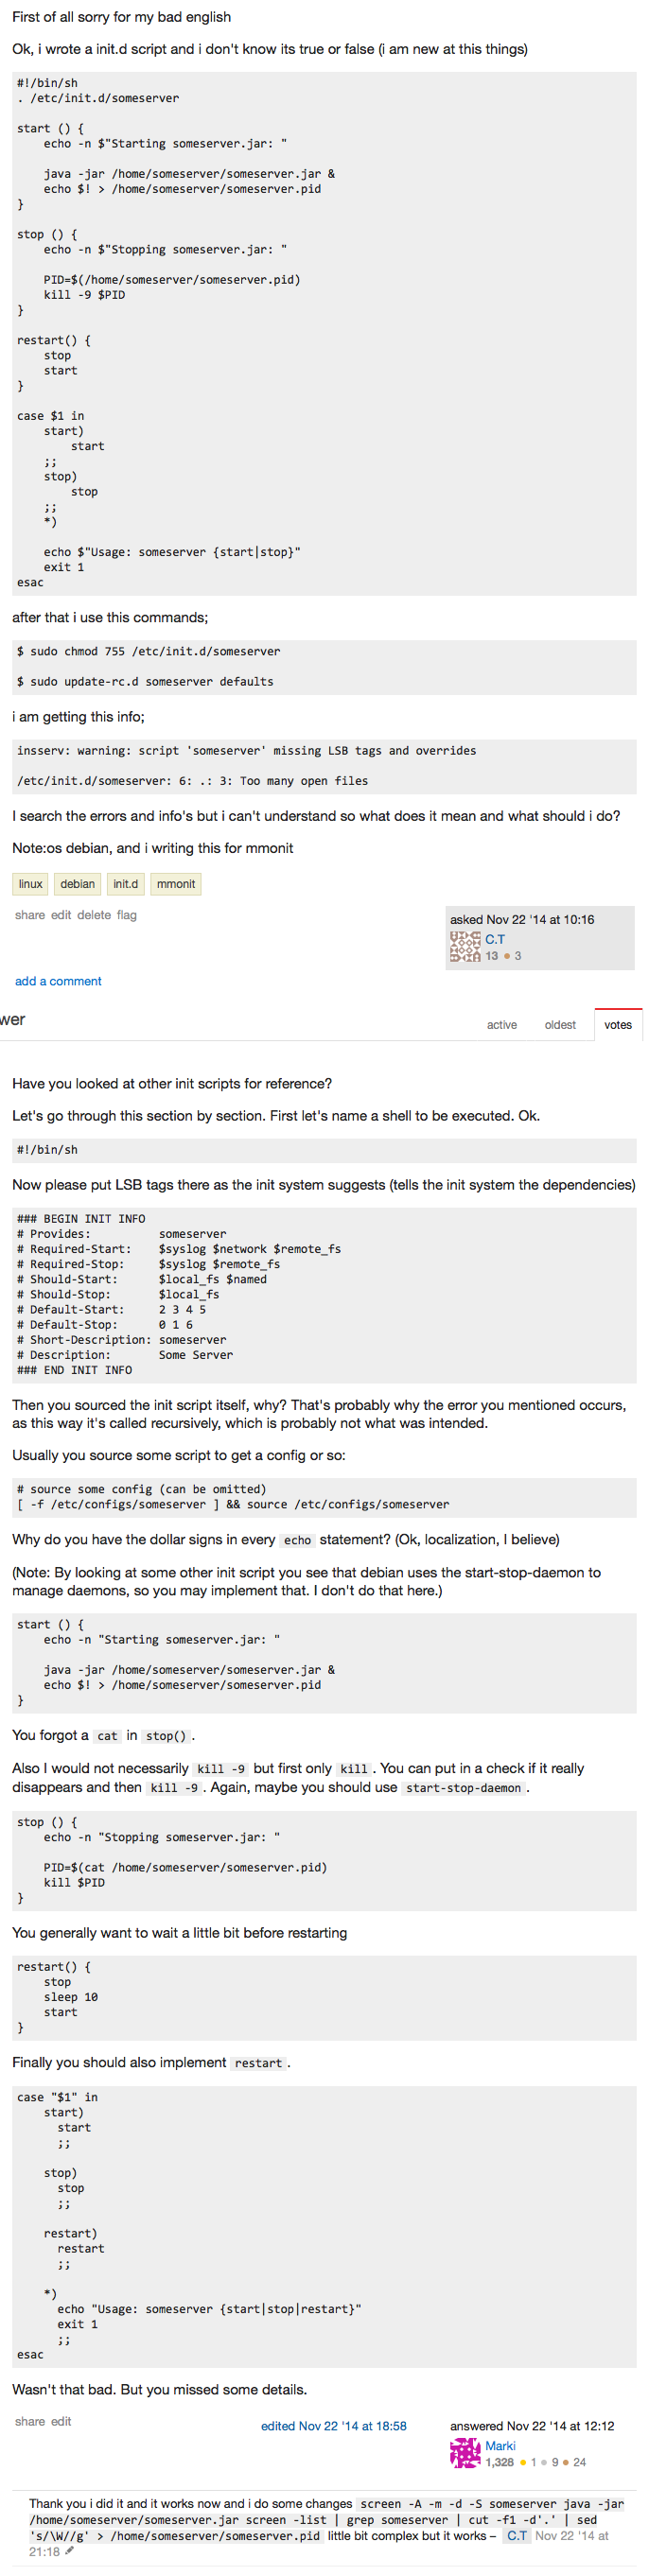 First of all sorry for my bad english
Ok, i wrote a init.d script and i don't know its true or false (i am new at this things)
#!/bin/sh
. /etc/init.d/someserver
start () {
echo -n $"Starting someserver.jar: "
java -jar /home/someserver/someserver.jar &
echo $! > /home/someserver/someserver.pid
}
stop () {
echo -n $"Stopping someserver.jar: "
PID=$(/home/someserver/someserver.pid)
kill -9 $PID
}
restart() {
stop
start
}
case $1 in
start)
start
;;
stop)
stop
;;
*)
echo $"Usage: someserver {start|stop}"
exit 1
esac
after that i use this commands;
$ sudo chmod 755 /etc/init.d/someserver
$ sudo update-rc.d someserver defaults
i am getting this info;
insserv: warning: script 'someserver' missing LSB tags and overrides
/etc/init.d/someserver: 6: .: 3: Too many open files
I search the errors and info's but i can't understand so what does it mean and what should i do?
Note:os debian, and i writing this for mmonit
linux debian init.d mmonit
share edit delete flag
asked Nov 22 '14 at 10:16
C.T
13 ● 3
add a comment
wer
active oldest votes
Have you looked at other init scripts for reference?
Let's go through this section by section. First let's name a shell to be executed. Ok.
#!/bin/sh
Now please put LSB tags there as the init system suggests (tells the init system the dependencies)
### BEGIN INIT INFO
# Provides: someserver
# Required-Start: $syslog $network $remote_fs
# Required-Stop: $syslog $remote_fs
# Should-Start: $local_fs $named
# Should-Stop: $local_fs
# Default-Start: 2 3 4 5
# Default-Stop: 0 1 6
# Short-Description: someserver
# Description: Some Server
### END INIT INFO
Then you sourced the init script itself, why? That's probably why the error you mentioned occurs,
as this way it's called recursively, which is probably not what was intended.
Usually you source some script to get a config or so:
# source some config (can be omitted)
[ -f /etc/configs/someserver ] && source /etc/configs/someserver
Why do you have the dollar signs in every echo statement? (Ok, localization, I believe)
(Note: By looking at some other init script you see that debian uses the start-stop-daemon to
manage daemons, so you may implement that. I don't do that here.)
start () {
echo -n "Starting someserver.jar: "
java -jar /home/someserver/someserver.jar &
echo $! > /home/someserver/someserver.pid
}
You forgot a cat in stop() .
Also I would not necessarily kill -9 but first only kill . You can put in a check if it really
disappears and then kill -9 . Again, maybe you should use start-stop-daemon .
stop () {
echo -n "Stopping someserver.jar: "
PID=$(cat /home/someserver/someserver.pid)
kill $PID
}
You generally want to wait a little bit before restarting
restart() {
stop
sleep 10
start
}
Finally you should also implement restart .
case "$1" in
start)
start
;;
stop)
stop
;;
restart)
restart
;;
*)
echo "Usage: someserver {start|stop|restart}"
exit 1
;;
esac
Wasn't that bad. But you missed some details.
share edit
edited Nov 22 '14 at 18:58
answered Nov 22 '14 at 12:12
Marki
1,328 ● 1 ● 9 ● 24
Thank you i did it and it works now and i do some changes screen -A -m -d -S someserver java -jar
/home/someserver/someserver.jar screen -list | grep someserver | cut -f1 -d'.' | sed
's/\W//g' > /home/someserver/someserver.pid little bit complex but it works – C.T Nov 22 '14 at
21:18